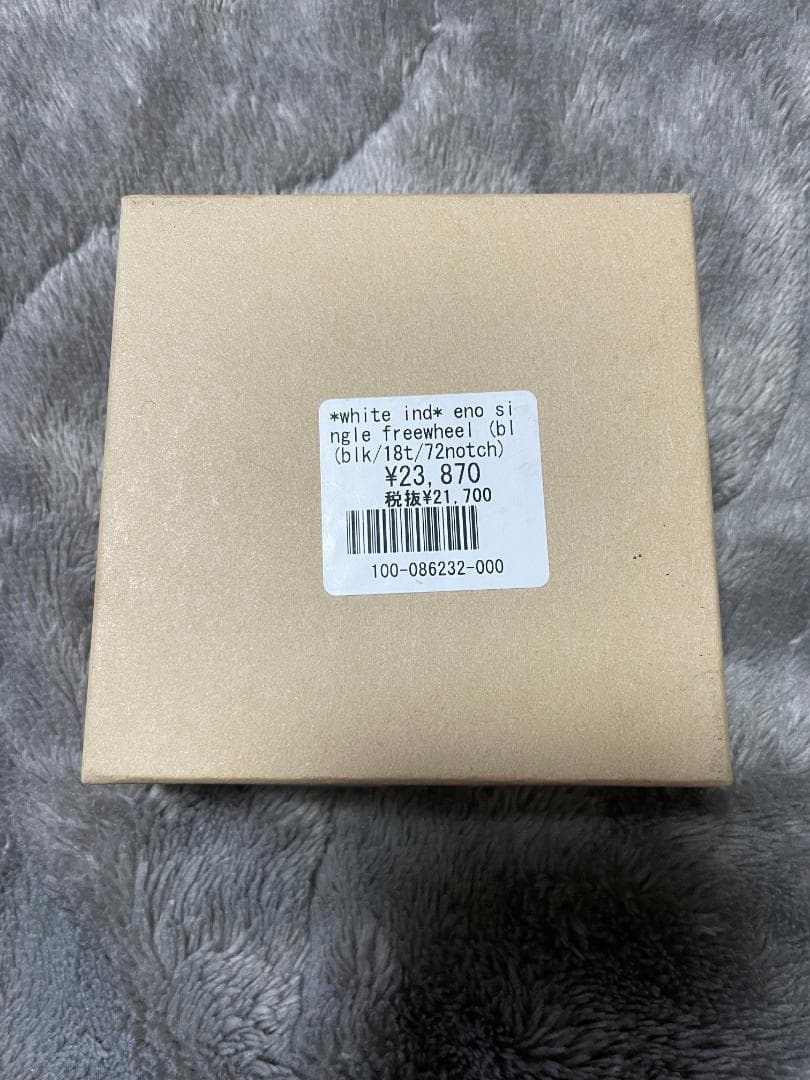 *white ind* eno si
ngle freewheel (bl
(blk/18t/72notch)
¥23,870
税抜¥21,700
100-086232-000